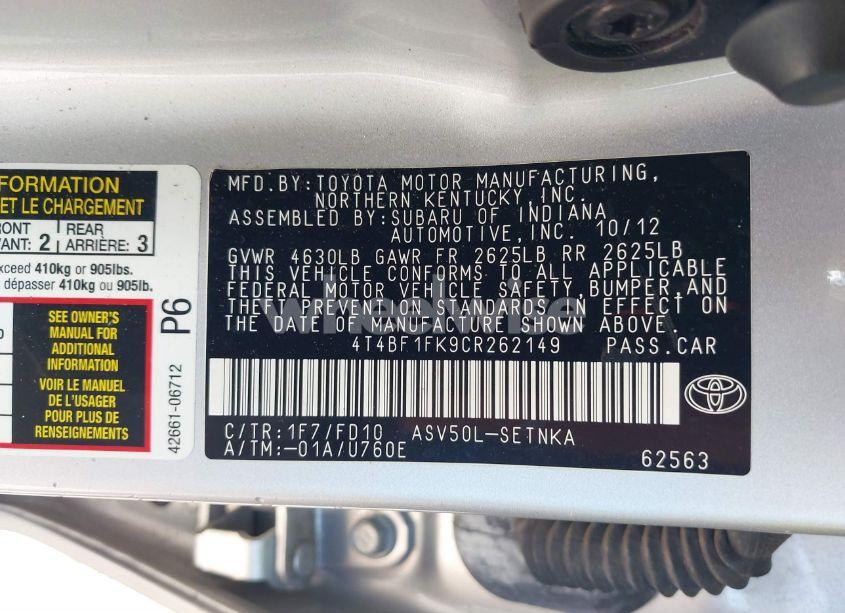 FORMATION
ET LE CHARGEMENT
REAR
ARRIÈRE: 3
VANT: 2
xceed 410kg or 905lbs.
dépasser 410kg ou 905lb.
SEE OWNER'S
MANUAL FOR
ADDITIONAL
INFORMATION
VOIR LE MANUEL
DE L'USAGER
POUR PLUS DE
RENSEIGNEMENTS
P6
42661-06712
MFD.BY:TOYOTA MOTOR MANUFACTURING,
NORTHERN KENTUCKY,INC.
ASSEMBLED BY:SUBARU OF INDIANA
AUTOMOTIVE,INC. 10/12
GVWR 4630LB GAWR FR 2625LB RR 2625LB
THIS VEHICLE CONFORMS TO ALL APPLICABLE
FEDERAL MOTOR VEHICLE SAFETY,BUMPER,AND
THEFT PREVENTION STANDARDS IN EFFECT ON
THE DATE OF MANUFACTURE SHOWN ABOVE.
4T4BF1FK9CR262149 PASS.CAR
C/TR:1F7/FD10 ASV50L-SETNKA
A/TM:-01A/U760E
62563